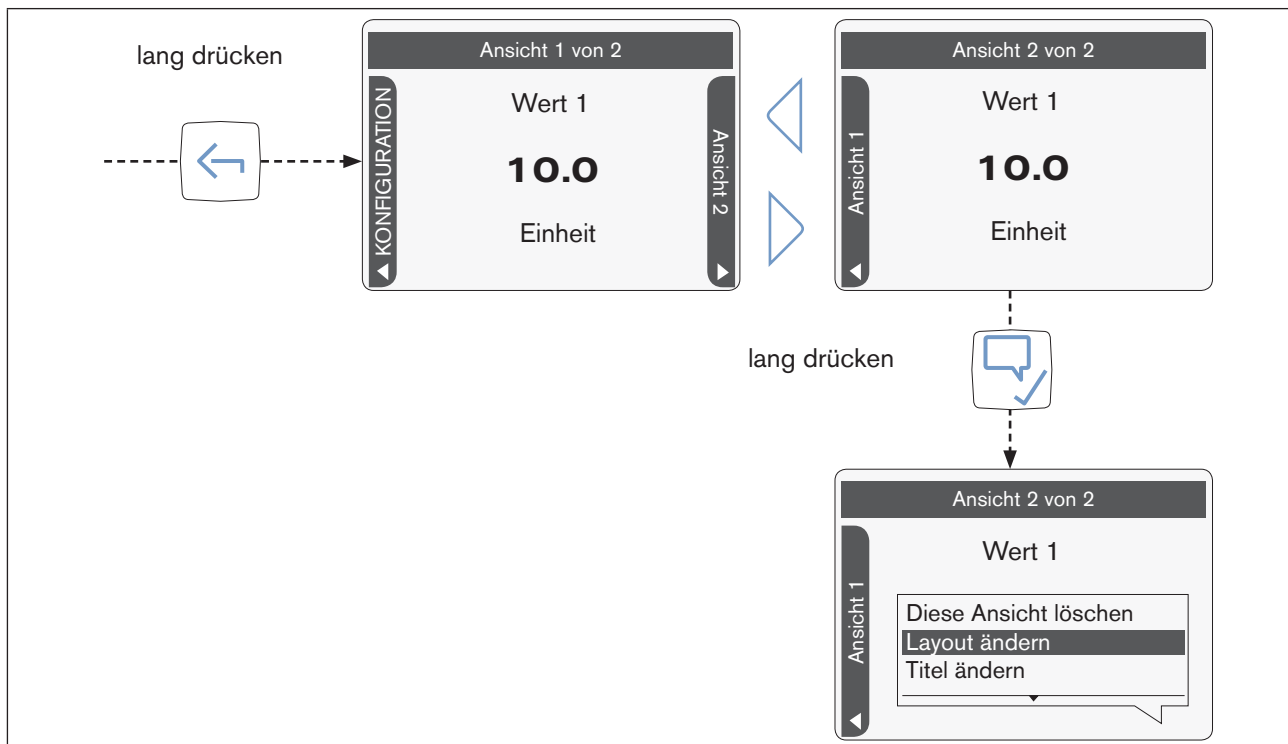 lang drücken
Ansicht 1 von 2
KONFIGURATION
Wert 1
10.0
Einheit
Ansicht 2
Ansicht 2 von 2
Ansicht 1
Wert 1
10.0
Einheit
lang drücken
Ansicht 2 von 2
Ansicht 1
Wert 1
Diese Ansicht löschen
Layout ändern
Titel ändern